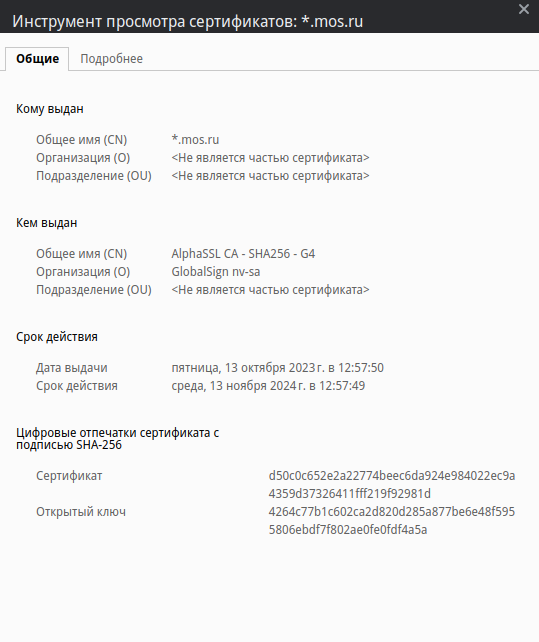 Инструмент просмотра сертификатов: *.mos.ru
Общие Подробнее
Кому выдан
Общее имя (CN) *.mos.ru
Организация (O) <Не является частью сертификата>
Подразделение (OU) <Не является частью сертификата>
Кем выдан
Общее имя (CN) AlphaSSL CA - SHA256 - G4
Организация (O) GlobalSign nv-sa
Подразделение (OU) <Не является частью сертификата>
Срок действия
Дата выдачи пятница, 13 октября 2023 г. в 12:57:50
Срок действия среда, 13 ноября 2024 г. в 12:57:49
Цифровые отпечатки сертификата с
подписью SHA-256
Сертификат d50c0c652e2a22774beec6da924e984022ec9a
4359d37326411fff219f92981d
Открытый ключ 4264c77b1c602ca2d820d285a877be6e48f595
5806ebdf7f802ae0fe0fdf4a5a